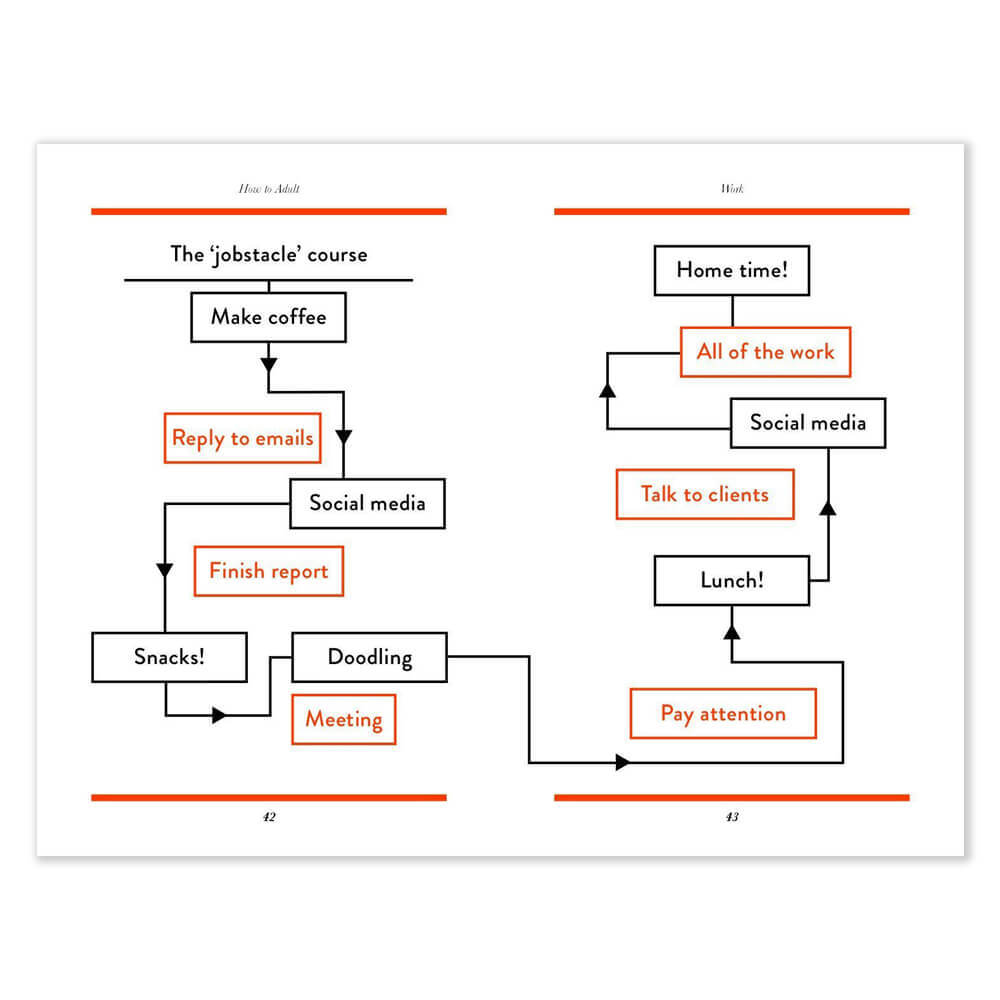 How to Adult
The ‘jobstacle’ course
Make coffee
Reply to emails
Social media
Finish report
Snacks!
Doodling
Meeting
42
Work
Home time!
All of the work
Social media
Talk to clients
Lunch!
Pay attention
43